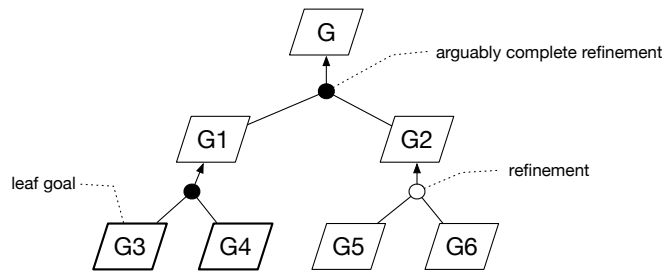 G
arguably complete refinement
G1
G2
leaf goal
refinement
G3
G4
G5
G6